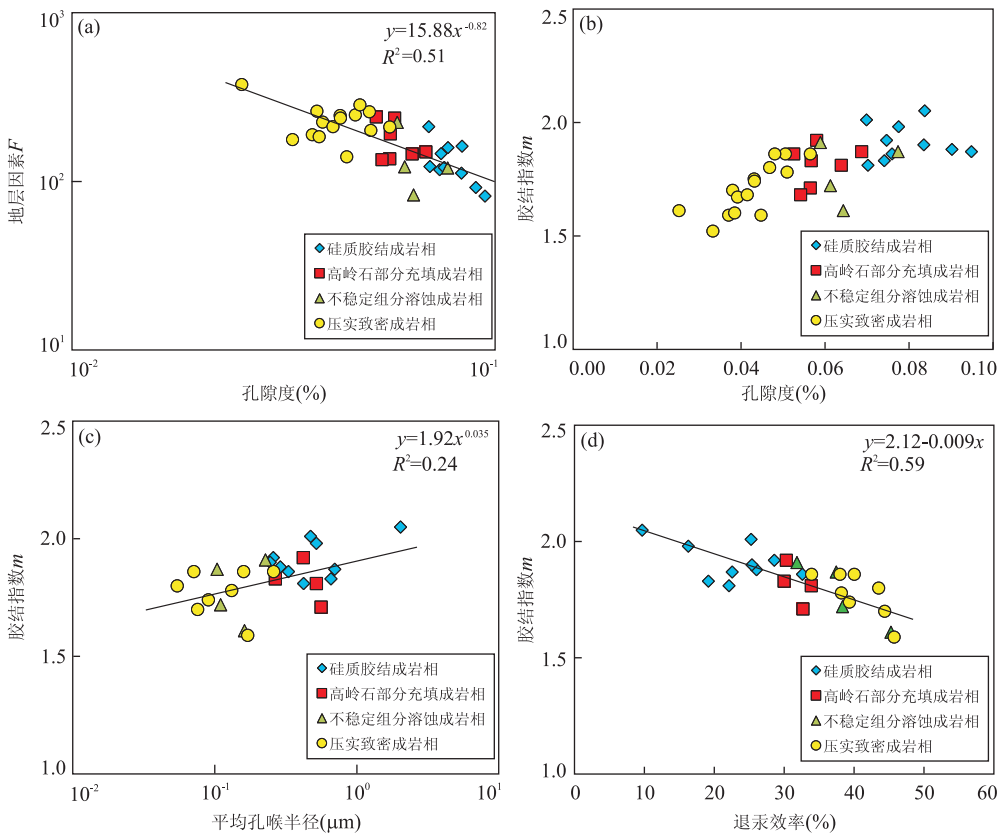 (a)
y=15.88x^-0.82
R²=0.51
10³
10²
10¹
地层因素F
硅质胶结成岩相
高岭石部分充填成岩相
不稳定组分溶蚀成岩相
压实致密成岩相
10⁻²
10⁻¹
孔隙度(%)
(b)
2.5
2.0
1.5
1.0
胶结指数m
硅质胶结成岩相
高岭石部分充填成岩相
不稳定组分溶蚀成岩相
压实致密成岩相
0.00 0.02 0.04 0.06 0.08 0.10
孔隙度(%)
(c)
y=1.92x^0.035
R²=0.24
2.5
2.0
1.5
1.0
胶结指数m
硅质胶结成岩相
高岭石部分充填成岩相
不稳定组分溶蚀成岩相
压实致密成岩相
10⁻² 10⁻¹ 10⁰ 10¹
平均孔喉半径(μm)
(d)
y=2.12-0.009x
R²=0.59
2.5
2.0
1.5
1.0
胶结指数m
硅质胶结成岩相
高岭石部分充填成岩相
不稳定组分溶蚀成岩相
压实致密成岩相
0 10 20 30 40 50 60
退汞效率(%)